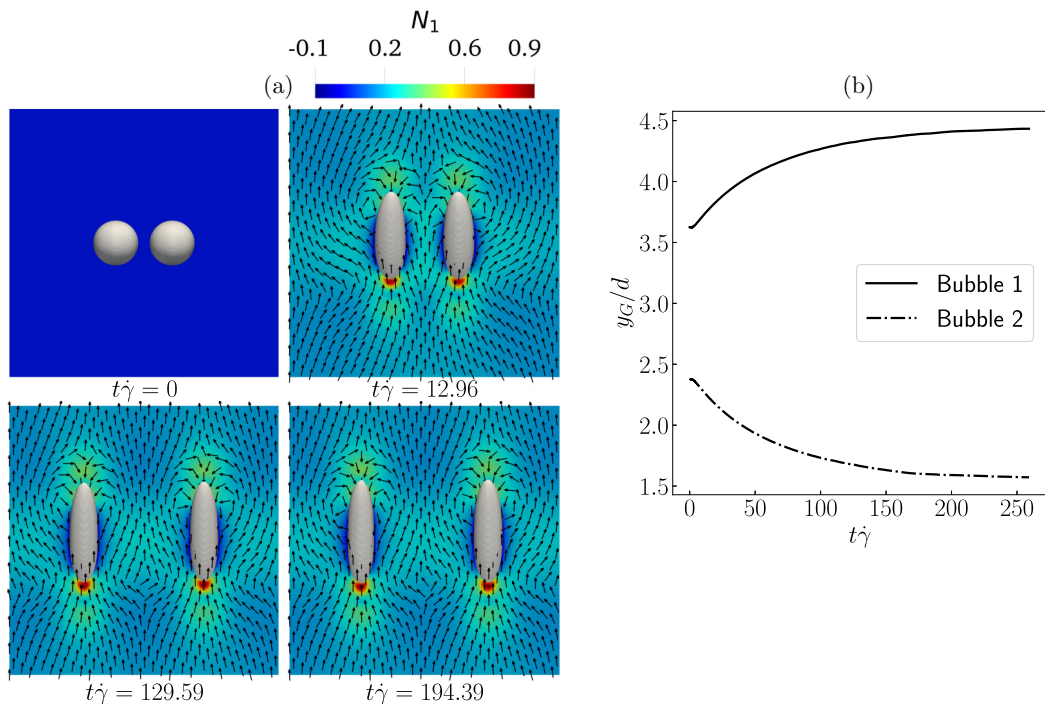 N₁
-0.1 0.2 0.6 0.9
(a)
tγ̇ = 0
tγ̇ = 12.96
tγ̇ = 129.59
tγ̇ = 194.39
(b)
4.5
4.0
3.5
3.0
2.5
2.0
1.5
y_G/d
Bubble 1
Bubble 2
0 50 100 150 200 250
tγ̇